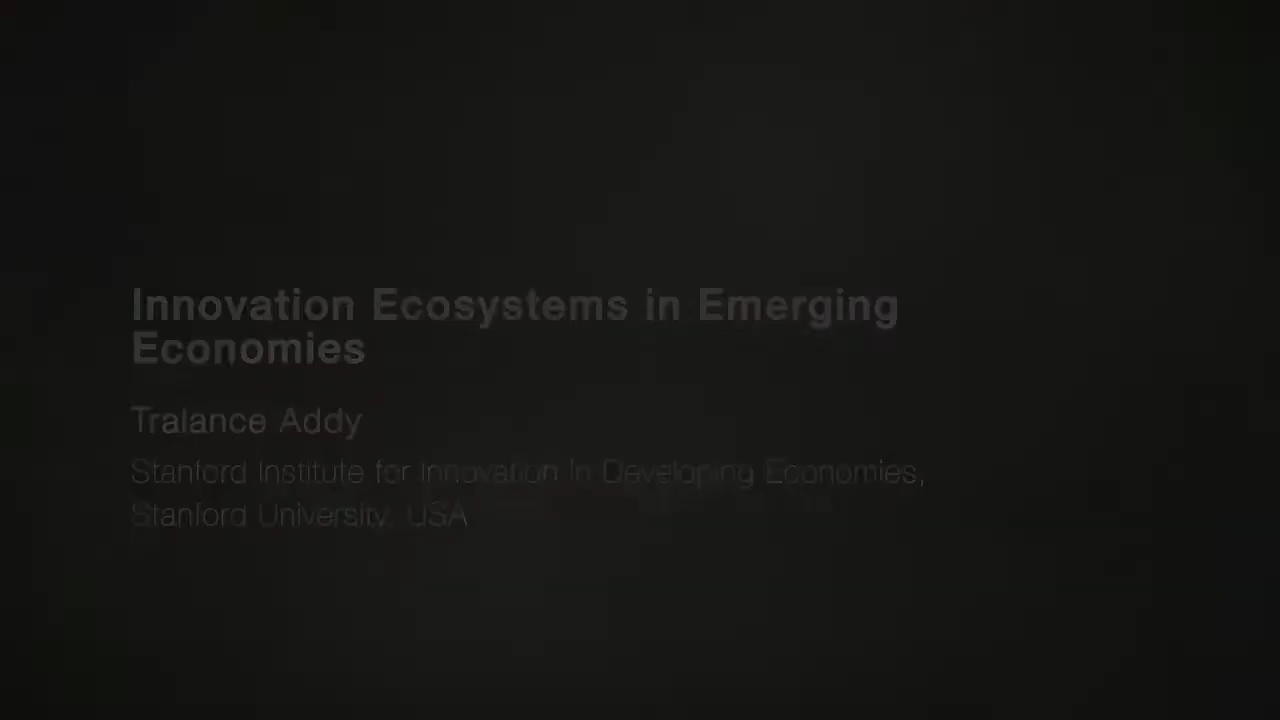 Innovation Ecosystems in Emerging
Economies
Tralance Addy
Stanford Institute for Innovation in Developing Economies,
Stanford University, USA